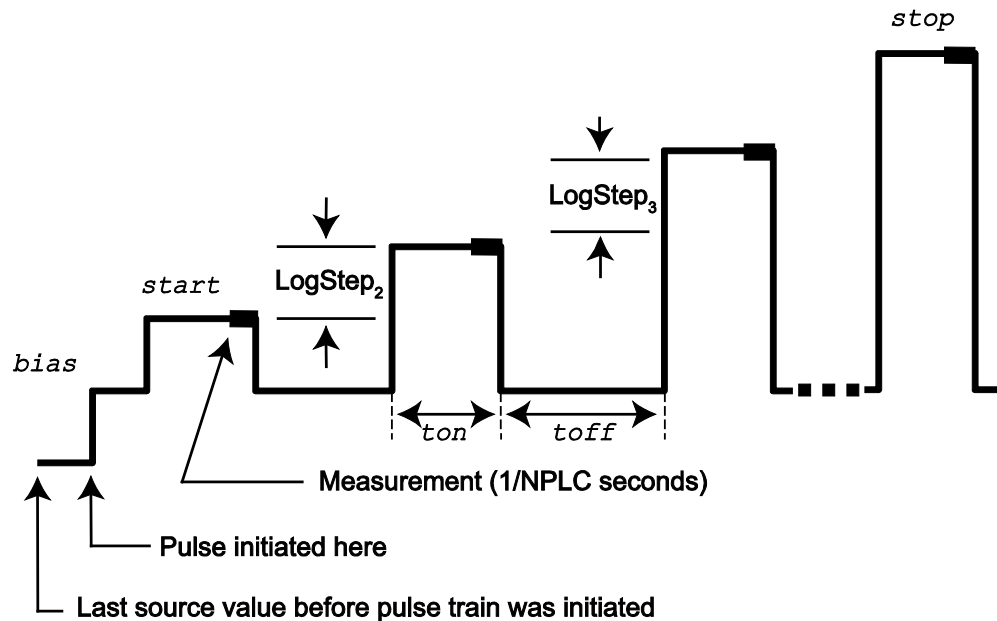 stop
LogStep3
LogStep2
start
bias
ton
toff
Measurement (1/NPLC seconds)
Pulse initiated here
Last source value before pulse train was initiated